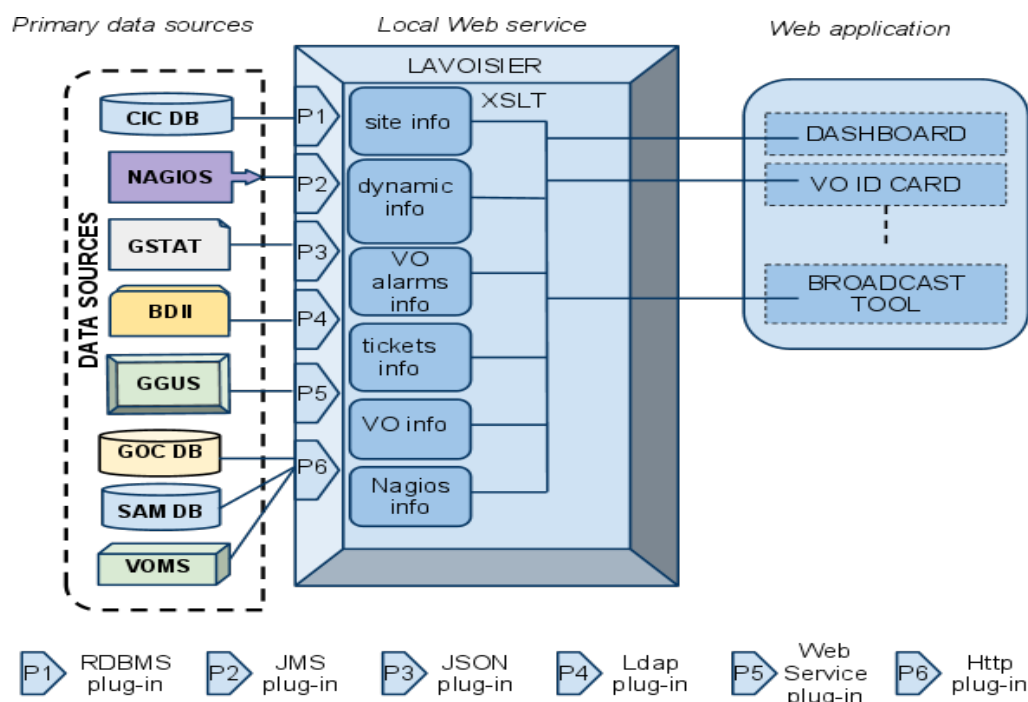 Primary data sources
Local Web service
Web application
LAVOISIER
XSLT
DATA SOURCES
CIC DB
NAGIOS
GSTAT
BDII
GGUS
GOC DB
SAM DB
VOMS
P1
P2
P3
P4
P5
P6
site info
dynamic
info
VO
alarms
info
tickets
info
VO info
Nagios
info
DASHBOARD
VO ID CARD
BROADCAST
TOOL
P1
RDBMS
plug-in
P2
JMS
plug-in
P3
JSON
plug-in
P4
Ldap
plug-in
P5
Web
Service
plug-in
P6
Http
plug-in